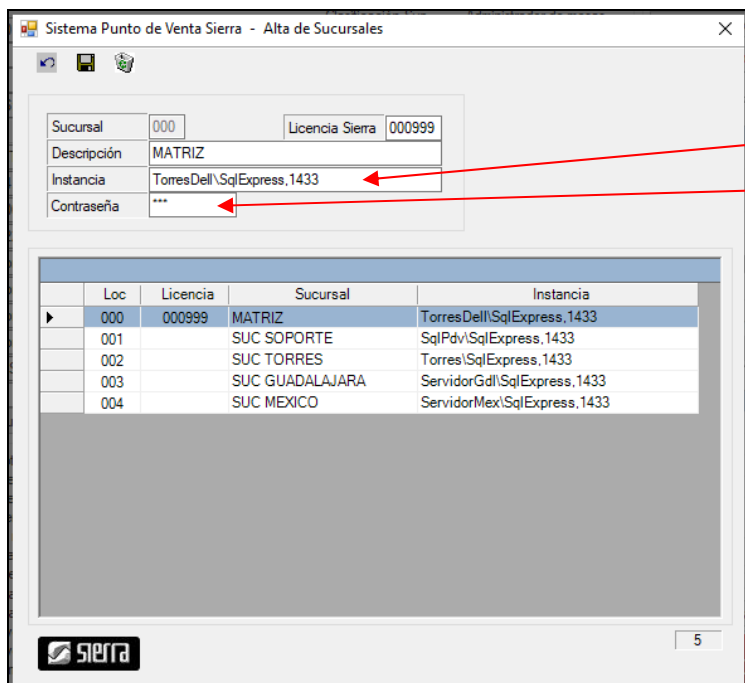 Sistema Punto de Venta Sierra - Alta de Sucursales
Sucursal 000 Licencia Sierra 000999
Descripción MATRIZ
Instancia TorresDell\SqlExpress,1433
Contraseña ***
Loc Licencia Sucursal Instancia
000 000999 MATRIZ TorresDell\SqlExpress,1433
001 SUC SOPORTE SqlPdv\SqlExpress,1433
002 SUC TORRES Torres\SqlExpress,1433
003 SUC GUADALAJARA ServidorGdl\SqlExpress,1433
004 SUC MEXICO ServidorMex\SqlExpress,1433
5
sierra